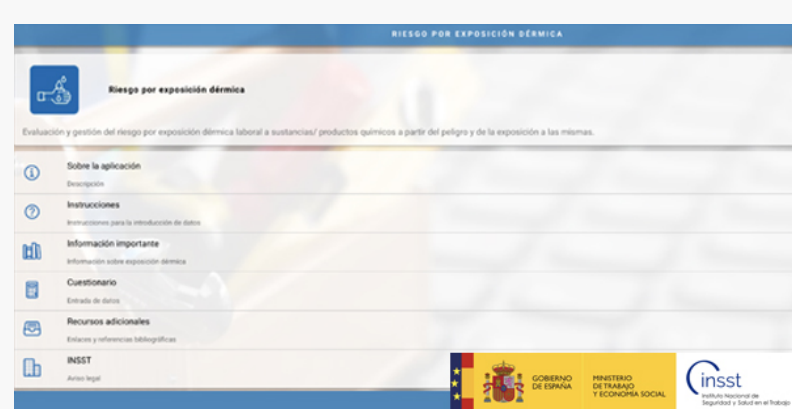 RIESGO POR EXPOSICIÓN DÉRMICA
Riesgo por exposición dérmica
Evaluación y gestión del riesgo por exposición dérmica laboral a sustancias/ productos químicos a partir del peligro y de la exposición a las mismas.
Sobre la aplicación
Descripción
Instrucciones
Instrucciones para la introducción de datos
Información importante
Información sobre exposición dérmica
Cuestionario
Entrada de datos
Recursos adicionales
Enlaces y referencias bibliográficas
INSST
Aviso legal
GOBIERNO
DE ESPAÑA
MINISTERIO
DE TRABAJO
Y ECONOMÍA SOCIAL
insst
Instituto Nacional de
Seguridad y Salud en el Trabajo